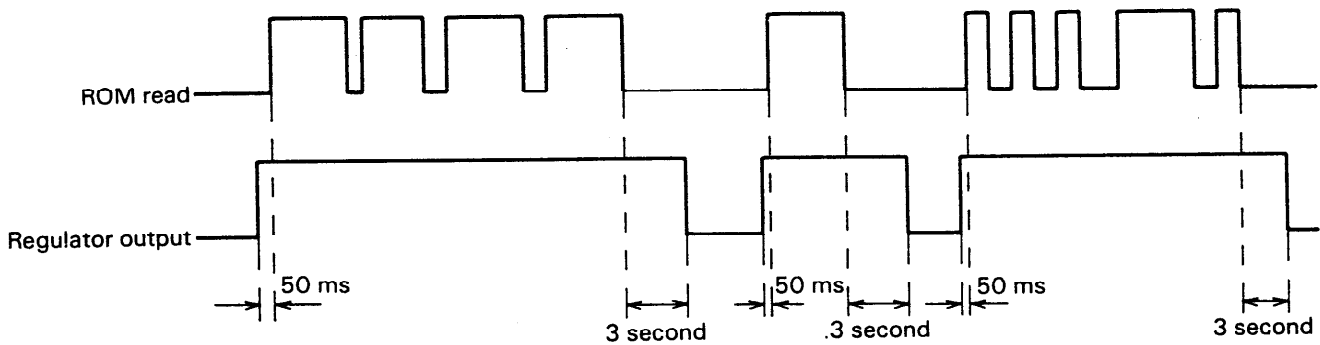 ROM read
Regulator output
50 ms
50 ms
50 ms
3 second
.3 second
3 second